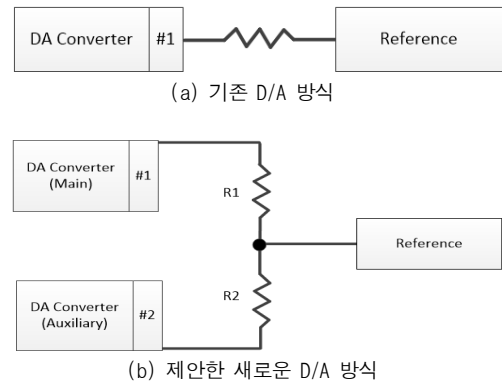 DA Converter #1 Reference
(a) 기존 D/A 방식
DA Converter
(Main)
#1
R1
Reference
R2
DA Converter
(Auxiliary)
#2
(b) 제안한 새로운 D/A 방식